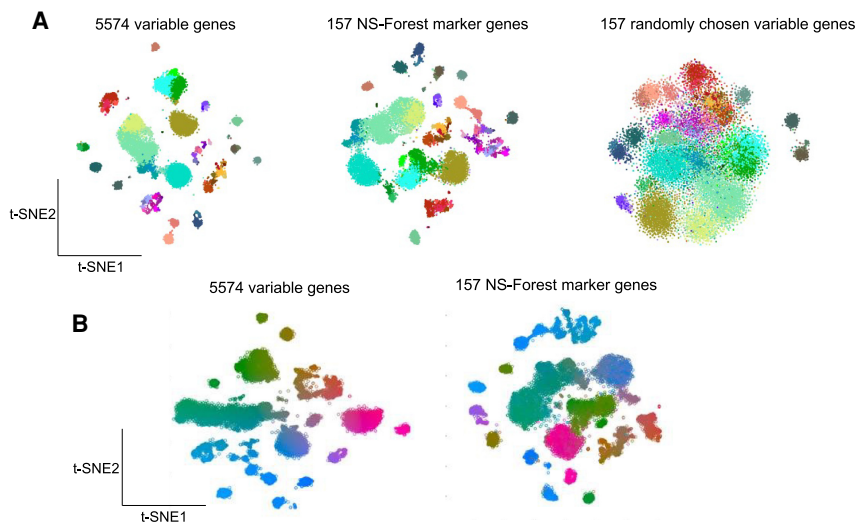 A
5574 variable genes
157 NS-Forest marker genes
157 randomly chosen variable genes
t-SNE2
t-SNE1
B
5574 variable genes
157 NS-Forest marker genes
t-SNE2
t-SNE1